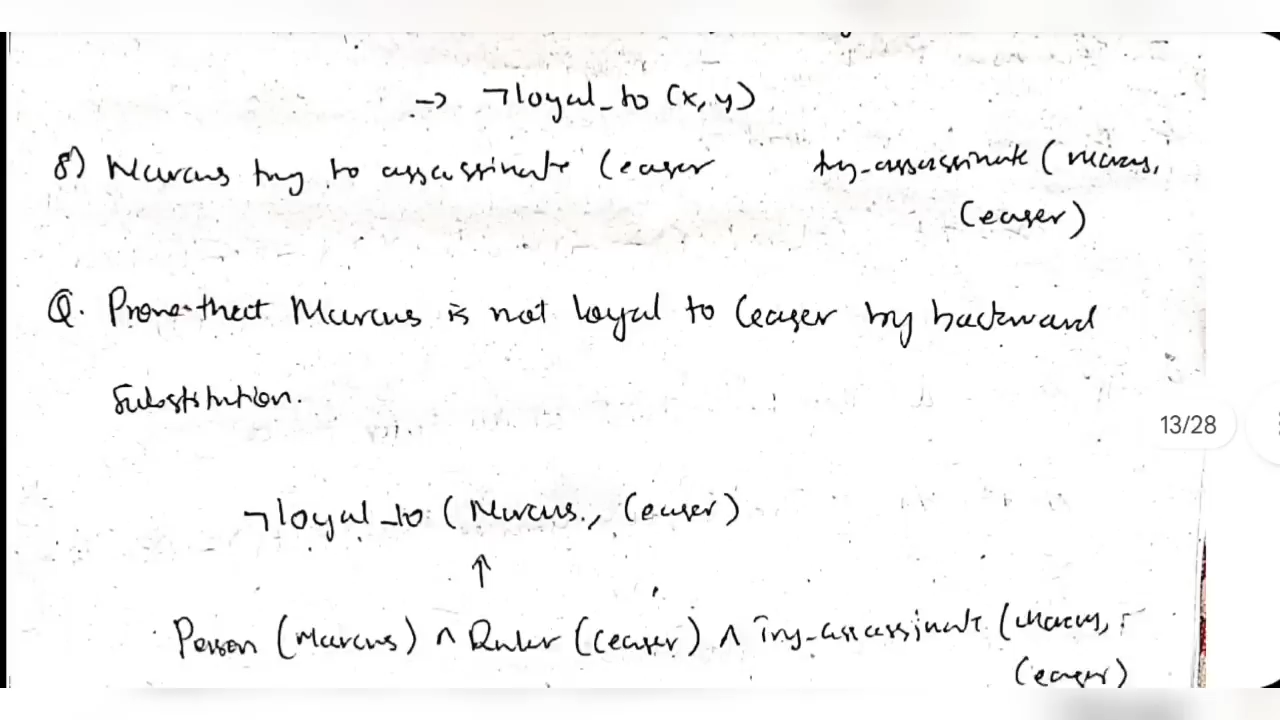 → ¬loyal_to (x, y)
8) Marcus try to assassinate Ceaser try-assassinate (Marcus,
Ceaser)
Q. Prove that Marcus is not loyal to Ceaser by backward
Substitution.
13/28
¬loyal_to (Marcus, Ceaser)
↑
Person (Marcus) ∧ Ruler (Ceaser) ∧ Try-assassinate (Marcus,
Ceaser)